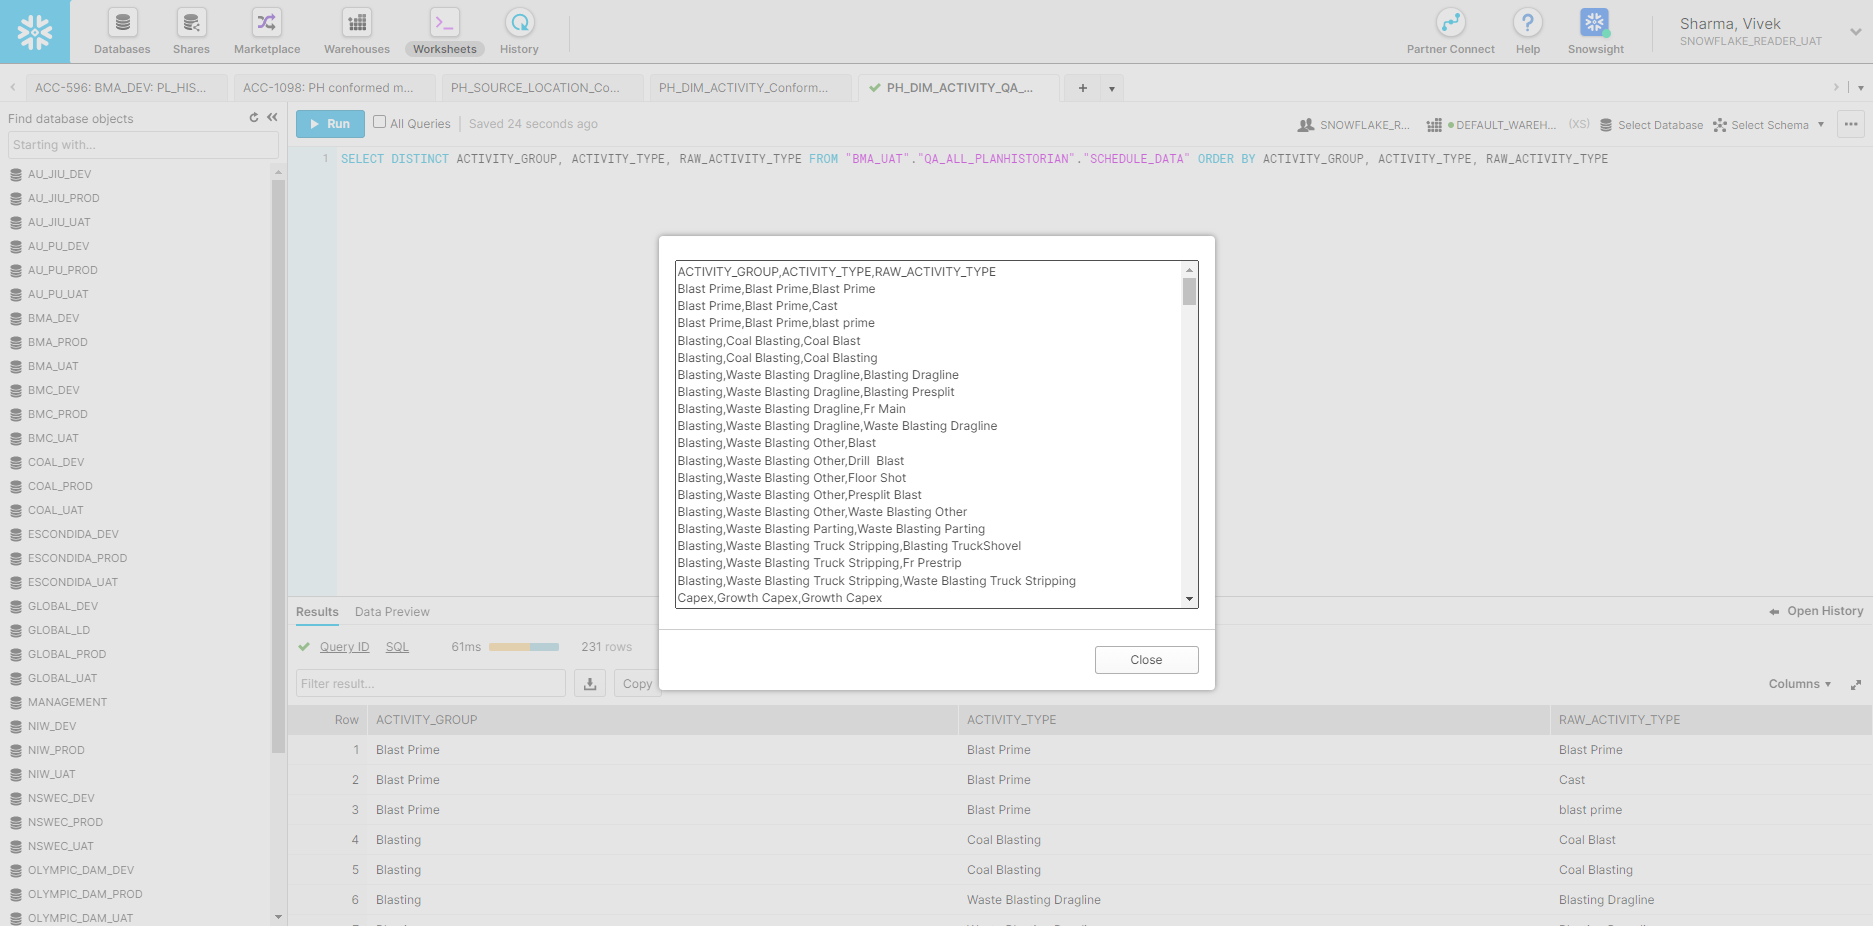 Databases
Shares
Marketplace
Warehouses
Worksheets
History
Partner Connect
Help
Snowsight
Sharma, Vivek
SNOWFLAKE_READER_UAT
ACC-596: BMA_DEV: PL_HIS...
ACC-1098: PH conformed m...
PH_SOURCE_LOCATION_Co...
PH_DIM_ACTIVITY_Conform...
PH_DIM_ACTIVITY_QA_...
Find database objects
Starting with...
AU_JIU_DEV
AU_JIU_PROD
AU_JIU_UAT
AU_PU_DEV
AU_PU_PROD
AU_PU_UAT
BMA_DEV
BMA_PROD
BMA_UAT
BMC_DEV
BMC_PROD
BMC_UAT
COAL_DEV
COAL_PROD
COAL_UAT
ESCONDIDA_DEV
ESCONDIDA_PROD
ESCONDIDA_UAT
GLOBAL_DEV
GLOBAL_LD
GLOBAL_PROD
GLOBAL_UAT
MANAGEMENT
NIW_DEV
NIW_PROD
NIW_UAT
NSWEC_DEV
NSWEC_PROD
NSWEC_UAT
OLYMPIC_DAM_DEV
OLYMPIC_DAM_PROD
OLYMPIC_DAM_UAT
Run
All Queries
Saved 24 seconds ago
SNOWFLAKE_R...
DEFAULT_WAREH...
(XS)
Select Database
Select Schema
1 SELECT DISTINCT ACTIVITY_GROUP, ACTIVITY_TYPE, RAW_ACTIVITY_TYPE FROM "BMA_UAT"."QA_ALL_PLANHISTORIAN"."SCHEDULE_DATA" ORDER BY ACTIVITY_GROUP, ACTIVITY_TYPE, RAW_ACTIVITY_TYPE
ACTIVITY_GROUP,ACTIVITY_TYPE,RAW_ACTIVITY_TYPE
Blast Prime,Blast Prime,Blast Prime
Blast Prime,Blast Prime,Cast
Blast Prime,Blast Prime,blast prime
Blasting,Coal Blasting,Coal Blast
Blasting,Coal Blasting,Coal Blasting
Blasting,Waste Blasting Dragline,Blasting Dragline
Blasting,Waste Blasting Dragline,Blasting Presplit
Blasting,Waste Blasting Dragline,Fr Main
Blasting,Waste Blasting Dragline,Waste Blasting Dragline
Blasting,Waste Blasting Other,Blast
Blasting,Waste Blasting Other,Drill  Blast
Blasting,Waste Blasting Other,Floor Shot
Blasting,Waste Blasting Other,Presplit Blast
Blasting,Waste Blasting Other,Waste Blasting Other
Blasting,Waste Blasting Parting,Waste Blasting Parting
Blasting,Waste Blasting Truck Stripping,Blasting TruckShovel
Blasting,Waste Blasting Truck Stripping,Fr Prestrip
Blasting,Waste Blasting Truck Stripping,Waste Blasting Truck Stripping
Capex,Growth Capex,Growth Capex
Close
Results
Data Preview
Open History
Query ID
SQL
61ms
231 rows
Filter result...
Copy
Columns
Row ACTIVITY_GROUP ACTIVITY_TYPE RAW_ACTIVITY_TYPE
1 Blast Prime Blast Prime Blast Prime
2 Blast Prime Blast Prime Cast
3 Blast Prime Blast Prime blast prime
4 Blasting Coal Blasting Coal Blast
5 Blasting Coal Blasting Coal Blasting
6 Blasting Waste Blasting Dragline Blasting Dragline